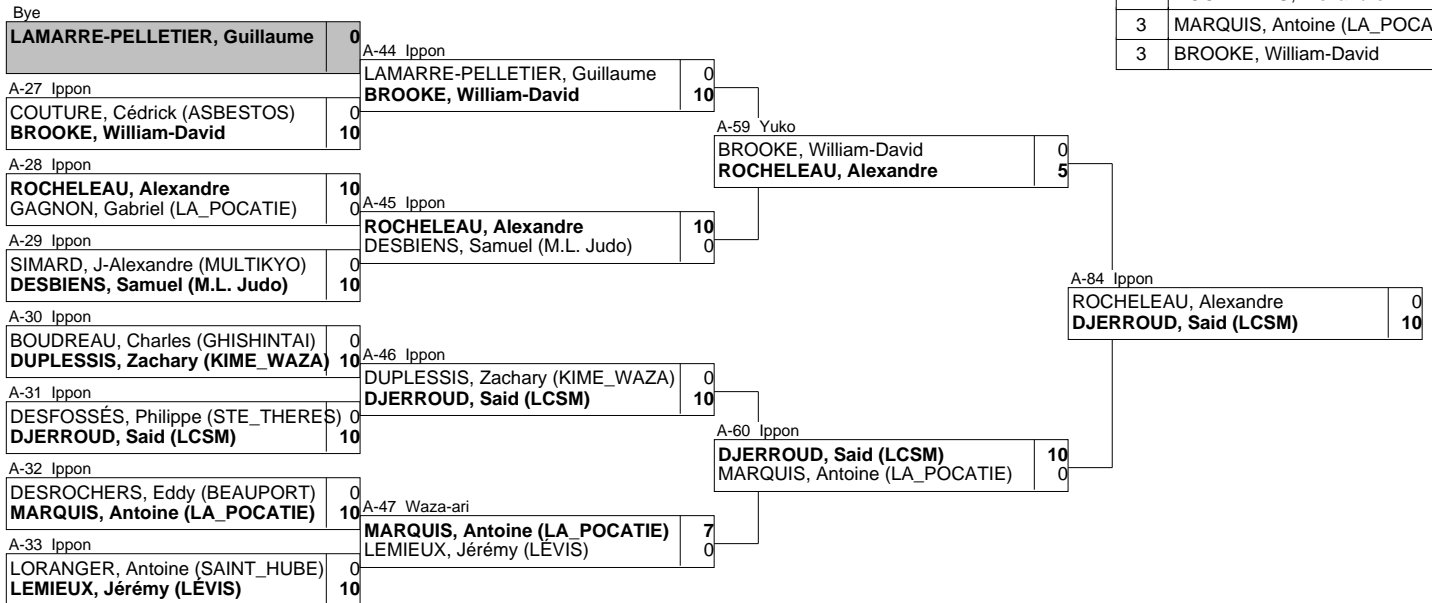 Bye
LAMARRE-PELLETIER, Guillaume 0
A-27 Ippon
COUTURE, Cédrick (ASBESTOS) 0
BROOKE, William-David 10
A-28 Ippon
ROCHELEAU, Alexandre 10
GAGNON, Gabriel (LA_POCATIE) 0
A-29 Ippon
SIMARD, J-Alexandre (MULTIKYO) 0
DESBIENS, Samuel (M.L. Judo) 10
A-30 Ippon
BOUDREAU, Charles (GHISHINTAI) 0
DUPLESSIS, Zachary (KIME_WAZA) 10
A-31 Ippon
DESFOSSÉS, Philippe (STE_THERES) 0
DJERROUD, Said (LCSM) 10
A-32 Ippon
DESROCHERS, Eddy (BEAUPORT) 0
MARQUIS, Antoine (LA_POCATIE) 10
A-33 Ippon
LORANGER, Antoine (SAINT_HUBE) 0
LEMIEUX, Jérémy (LÉVIS) 10
A-44 Ippon
LAMARRE-PELLETIER, Guillaume 0
BROOKE, William-David 10
A-45 Ippon
ROCHELEAU, Alexandre 10
DESBIENS, Samuel (M.L. Judo) 0
A-46 Ippon
DUPLESSIS, Zachary (KIME_WAZA) 0
DJERROUD, Said (LCSM) 10
A-47 Waza-ari
MARQUIS, Antoine (LA_POCATIE) 7
LEMIEUX, Jérémy (LÉVIS) 0
A-59 Yuko
BROOKE, William-David 0
ROCHELEAU, Alexandre 5
A-60 Ippon
DJERROUD, Said (LCSM) 10
MARQUIS, Antoine (LA_POCATIE) 0
A-84 Ippon
ROCHELEAU, Alexandre 0
DJERROUD, Said (LCSM) 10
3 MARQUIS, Antoine (LA_POCA
3 BROOKE, William-David